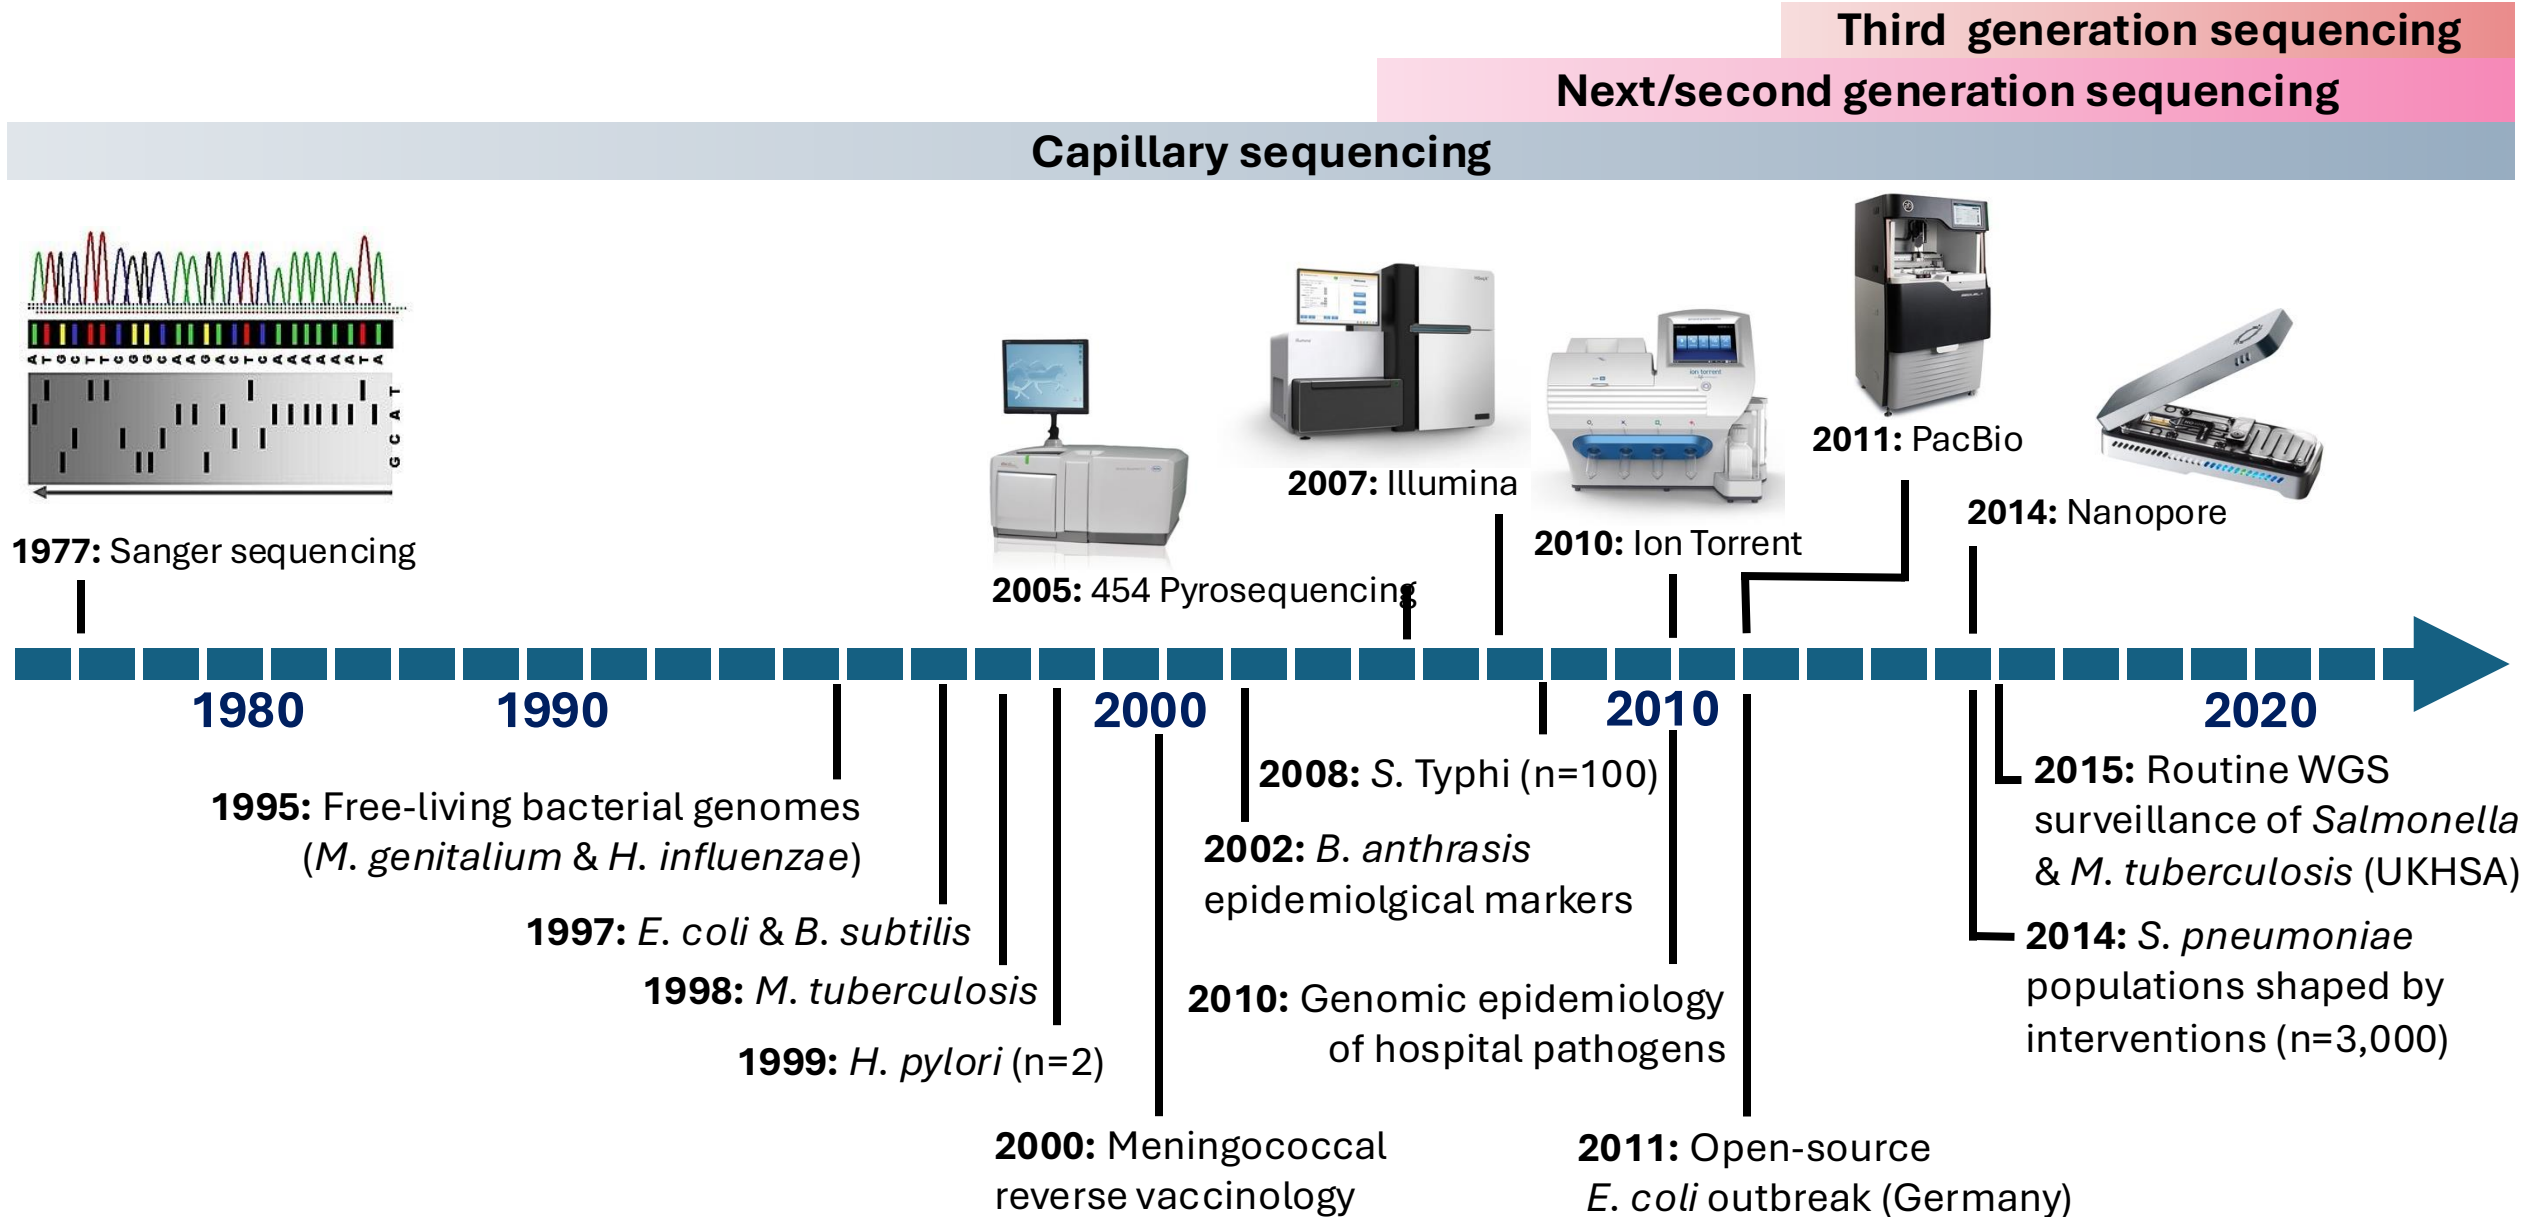 Third generation sequencing
Next/second generation sequencing
Capillary sequencing
A T G C T T C G G C A A G A C T C A A A A A A T A
T
A
C
G
1977: Sanger sequencing
2005: 454 Pyrosequencing
2007: Illumina
ion torrent
2010: Ion Torrent
2011: PacBio
2014: Nanopore
1980
1990
2000
2010
2020
1995: Free-living bacterial genomes
(M. genitalium & H. influenzae)
1997: E. coli & B. subtilis
1998: M. tuberculosis
1999: H. pylori (n=2)
2000: Meningococcal
reverse vaccinology
2002: B. anthrasis
epidemiolgical markers
2008: S. Typhi (n=100)
2010: Genomic epidemiology
of hospital pathogens
2011: Open-source
E. coli outbreak (Germany)
2014: S. pneumoniae
populations shaped by
interventions (n=3,000)
2015: Routine WGS
surveillance of Salmonella
& M. tuberculosis (UKHSA)